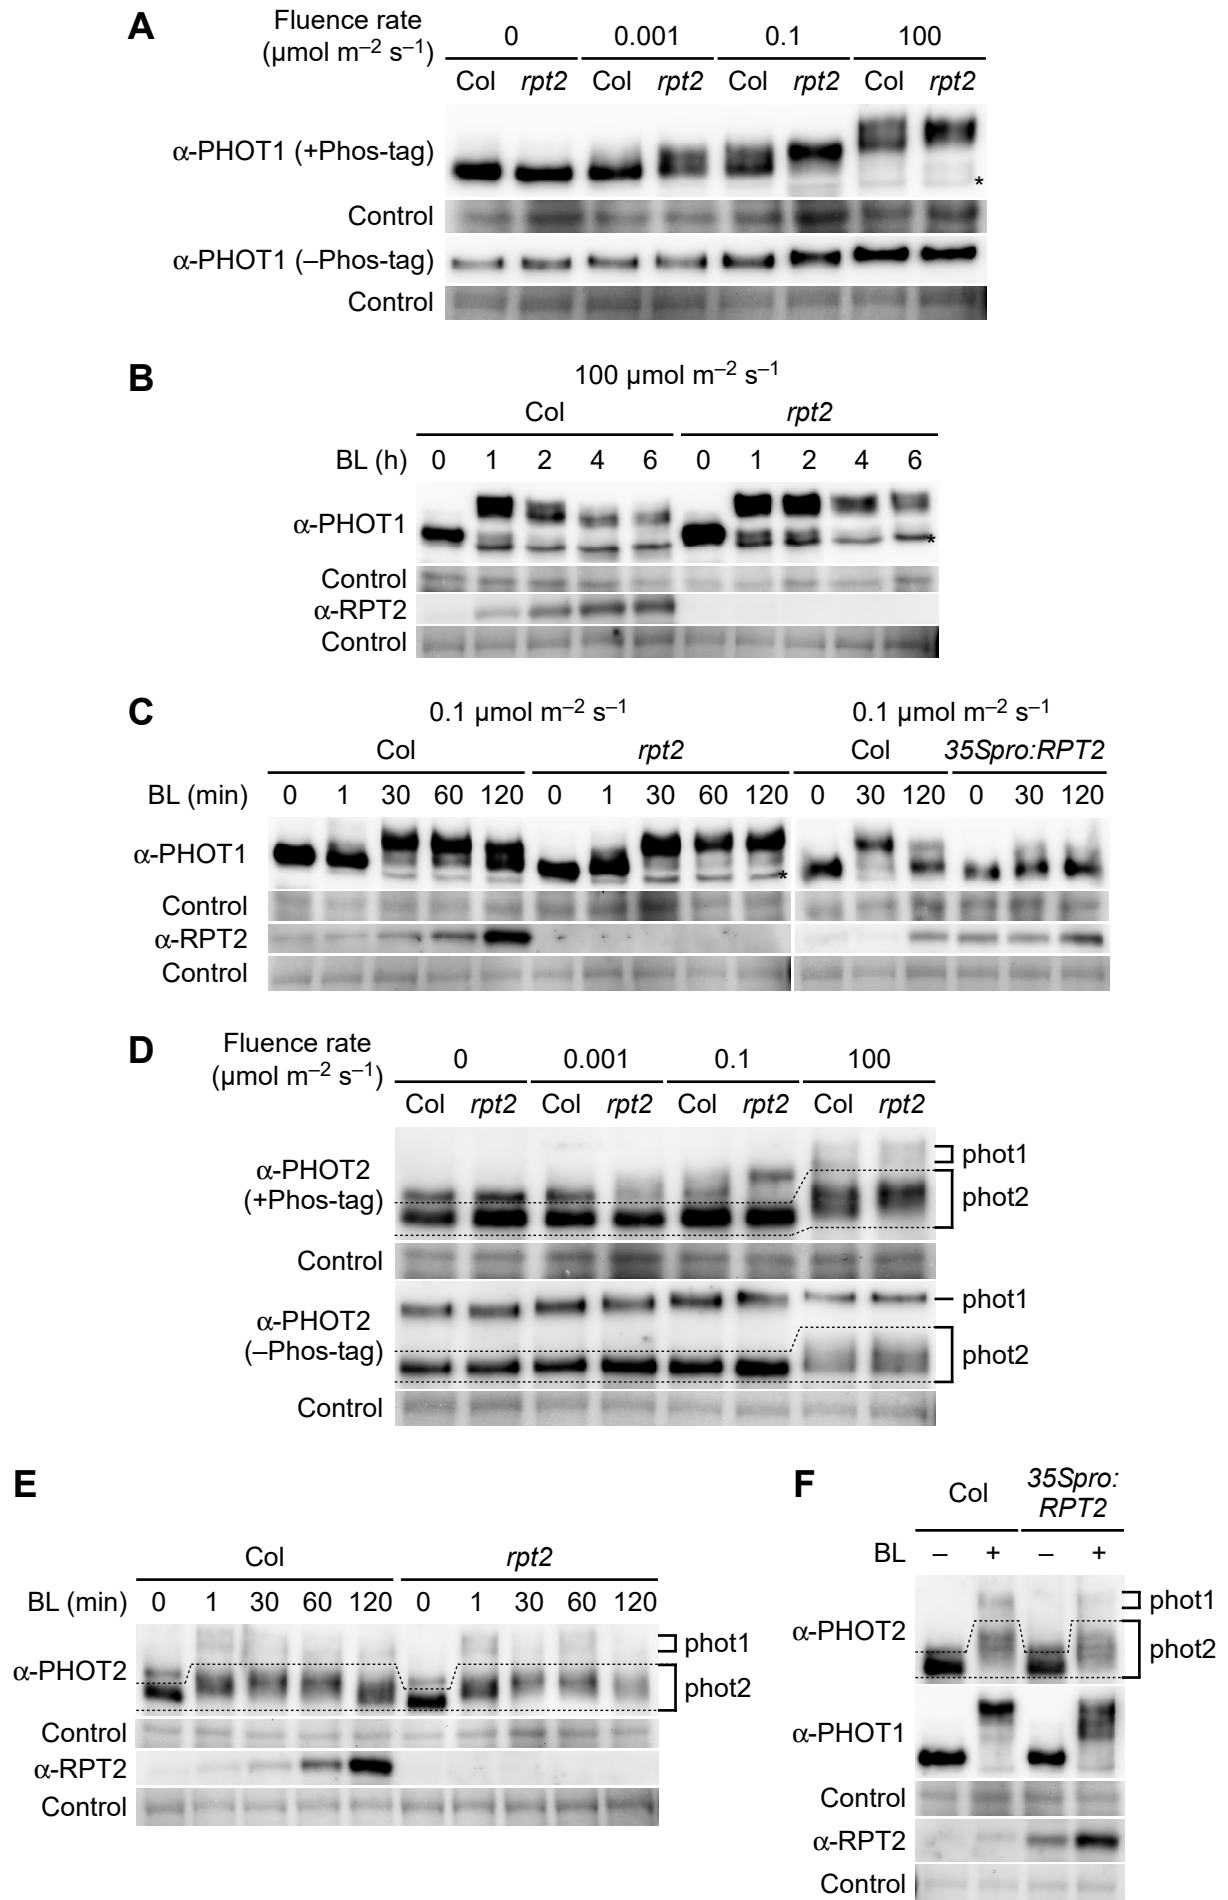 A
Fluence rate
(µmol m–2 s–1)
0 0.001 0.1 100
Col rpt2 Col rpt2 Col rpt2 Col rpt2
α-PHOT1 (+Phos-tag)
*
Control
α-PHOT1 (–Phos-tag)
Control
B
100 µmol m–2 s–1
Col rpt2
BL (h) 0 1 2 4 6 0 1 2 4 6
α-PHOT1
*
Control
α-RPT2
Control
C
0.1 µmol m–2 s–1 0.1 µmol m–2 s–1
Col rpt2 Col 35Spro:RPT2
BL (min) 0 1 30 60 120 0 1 30 60 120 0 30 120 0 30 120
α-PHOT1
*
Control
α-RPT2
Control
D
Fluence rate
(µmol m–2 s–1)
0 0.001 0.1 100
Col rpt2 Col rpt2 Col rpt2 Col rpt2
α-PHOT2
(+Phos-tag)
phot1
phot2
Control
α-PHOT2
(–Phos-tag)
phot1
phot2
Control
E
Col rpt2
BL (min) 0 1 30 60 120 0 1 30 60 120
α-PHOT2
phot1
phot2
Control
α-RPT2
Control
F
Col 35Spro:
RPT2
BL – + – +
α-PHOT2
phot1
phot2
α-PHOT1
Control
α-RPT2
Control